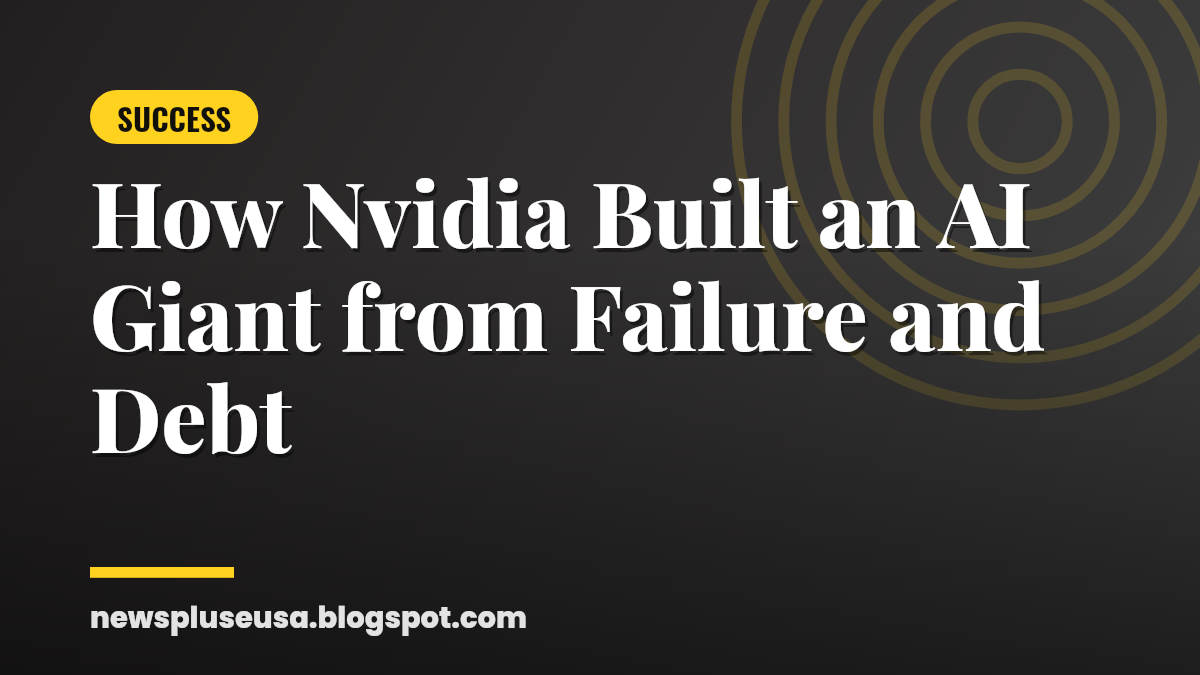 SUCCESS
How Nvidia Built an AI
Giant from Failure and
Debt
newspluseusa.blogspot.com